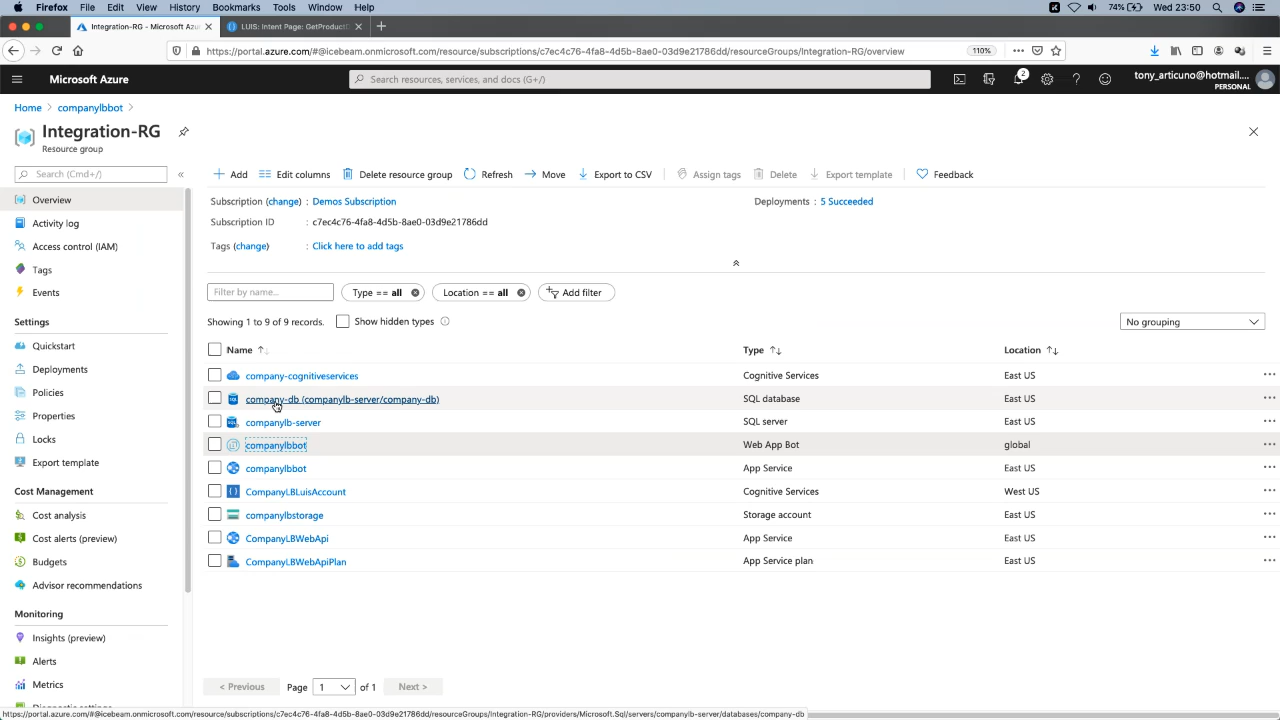 Firefox File Edit View History Bookmarks Tools Window Help
74% Wed 23:50
Integration-RG - Microsoft Azu
LUIS: Intent Page: GetProductD
https://portal.azure.com/#@icebeam.onmicrosoft.com/resource/subscriptions/c7ec4c76-4fa8-4d5b-8ae0-03d9e21786dd/resourceGroups/Integration-RG/overview
110%
Microsoft Azure
Search resources, services, and docs (G+/)
2
tony_articuno@hotmail....
PERSONAL
Home > companylbbot >
Integration-RG
Resource group
Search (Cmd+/)
Add Edit columns Delete resource group Refresh Move Export to CSV Assign tags Delete Export template Feedback
Overview
Activity log
Access control (IAM)
Tags
Events
Settings
Quickstart
Deployments
Policies
Properties
Locks
Export template
Cost Management
Cost analysis
Cost alerts (preview)
Budgets
Advisor recommendations
Monitoring
Insights (preview)
Alerts
Metrics
Subscription (change) : Demos Subscription
Deployments : 5 Succeeded
Subscription ID : c7ec4c76-4fa8-4d5b-8ae0-03d9e21786dd
Tags (change) : Click here to add tags
Filter by name... Type == all Location == all Add filter
Showing 1 to 9 of 9 records. Show hidden types No grouping
Name Type Location
company-cognitiveservices Cognitive Services East US
company-db (companylb-server/company-db) SQL database East US
companylb-server SQL server East US
companylbbot Web App Bot global
companylbbot App Service East US
CompanyLBLuisAccount Cognitive Services West US
companylbstorage Storage account East US
CompanyLBWebApi App Service East US
CompanyLBWebApiPlan App Service plan East US
< Previous Page 1 of 1 Next >
https://portal.azure.com/#@icebeam.onmicrosoft.com/resource/subscriptions/c7ec4c76-4fa8-4d5b-8ae0-03d9e21786dd/resourceGroups/Integration-RG/providers/Microsoft.Sql/servers/companylb-server/databases/company-db